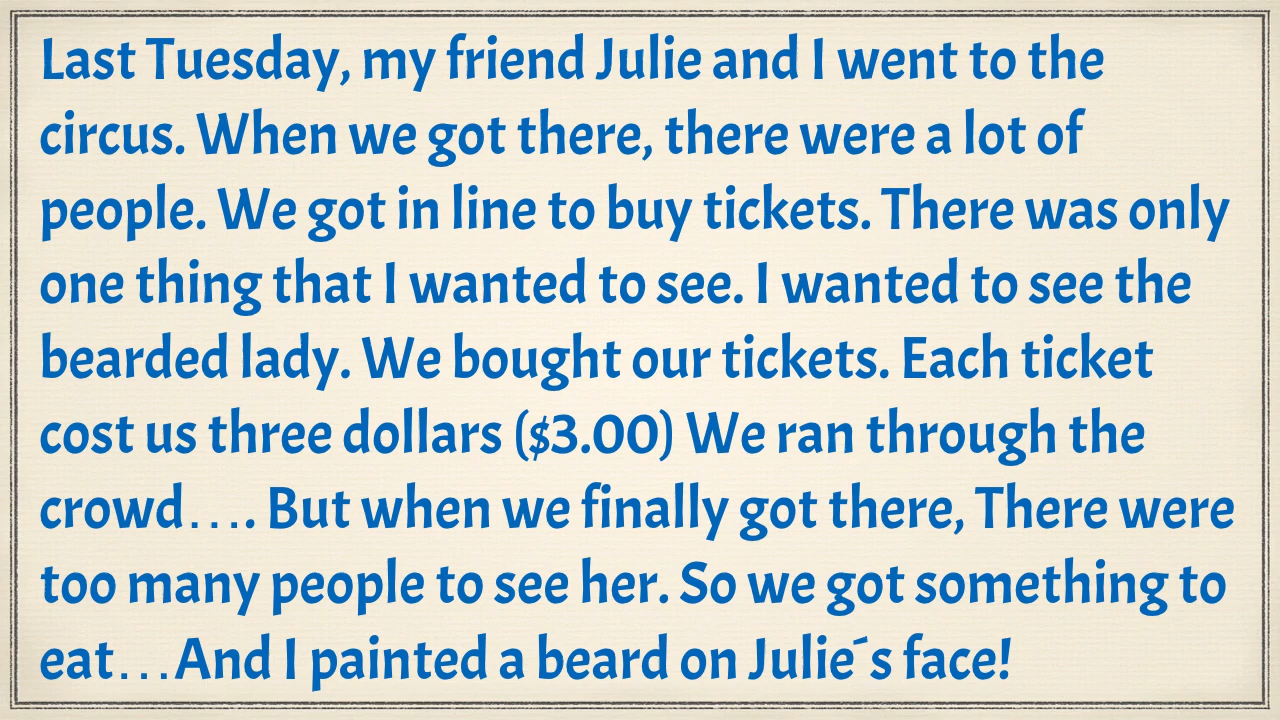 Last Tuesday, my friend Julie and I went to the
circus. When we got there, there were a lot of
people. We got in line to buy tickets. There was only
one thing that I wanted to see. I wanted to see the
bearded lady. We bought our tickets. Each ticket
cost us three dollars ($3.00) We ran through the
crowd…. But when we finally got there, There were
too many people to see her. So we got something to
eat…And I painted a beard on Julie´s face!